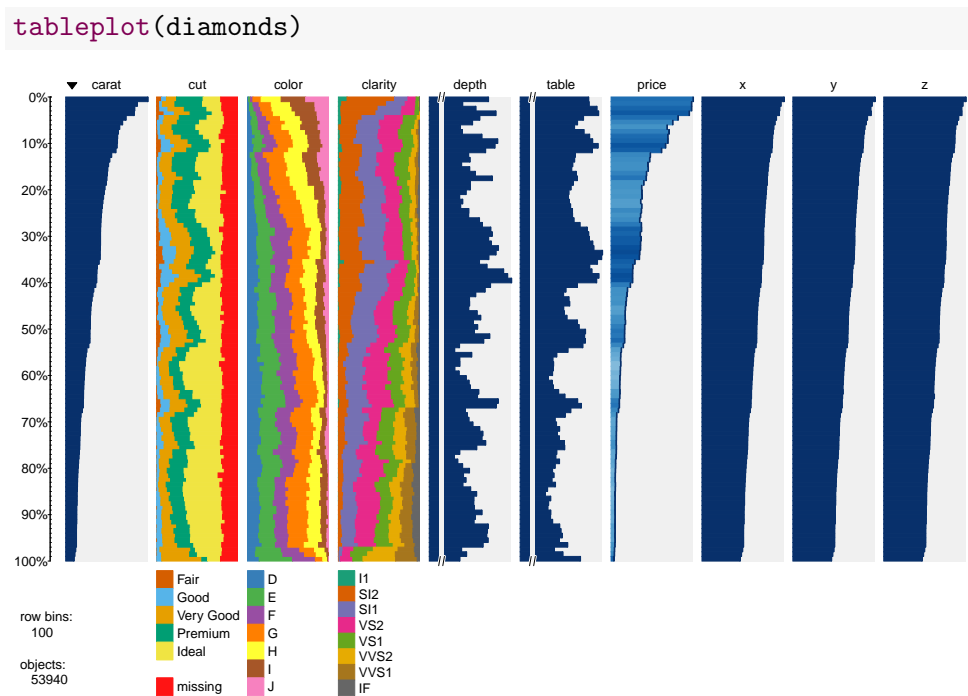 tableplot(diamonds)
carat cut color clarity depth table price x y z
0%
10%
20%
30%
40%
50%
60%
70%
80%
90%
100%
// //
// //
row bins:
100
objects:
53940
Fair
Good
Very Good
Premium
Ideal
missing
D
E
F
G
H
I
J
I1
SI2
SI1
VS2
VS1
VVS2
VVS1
IF